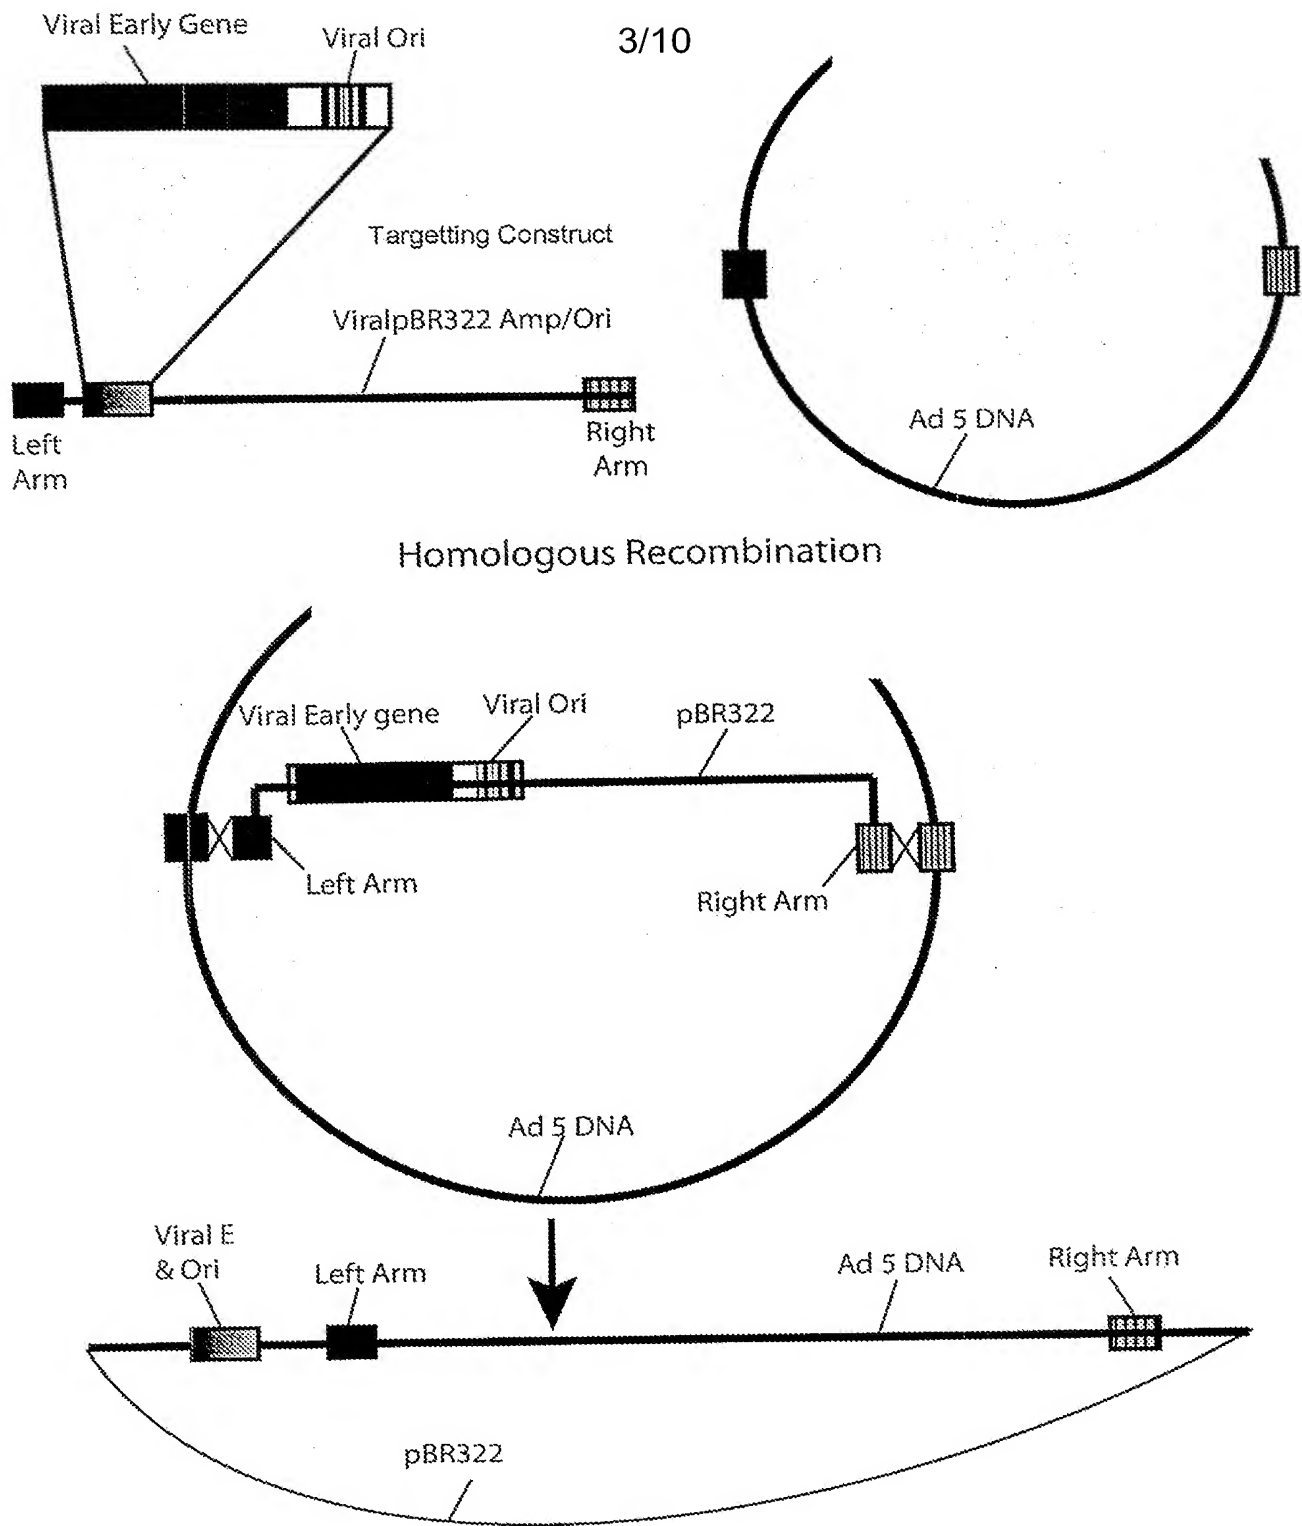 Viral Early Gene
Viral Ori
3/10
Targetting Construct
ViralpBR322 Amp/Ori
Left
Arm
Right
Arm
Ad 5 DNA
Homologous Recombination
Viral Early gene
Viral Ori
pBR322
Left Arm
Right Arm
Ad 5 DNA
Viral E
& Ori
Left Arm
Ad 5 DNA
Right Arm
pBR322